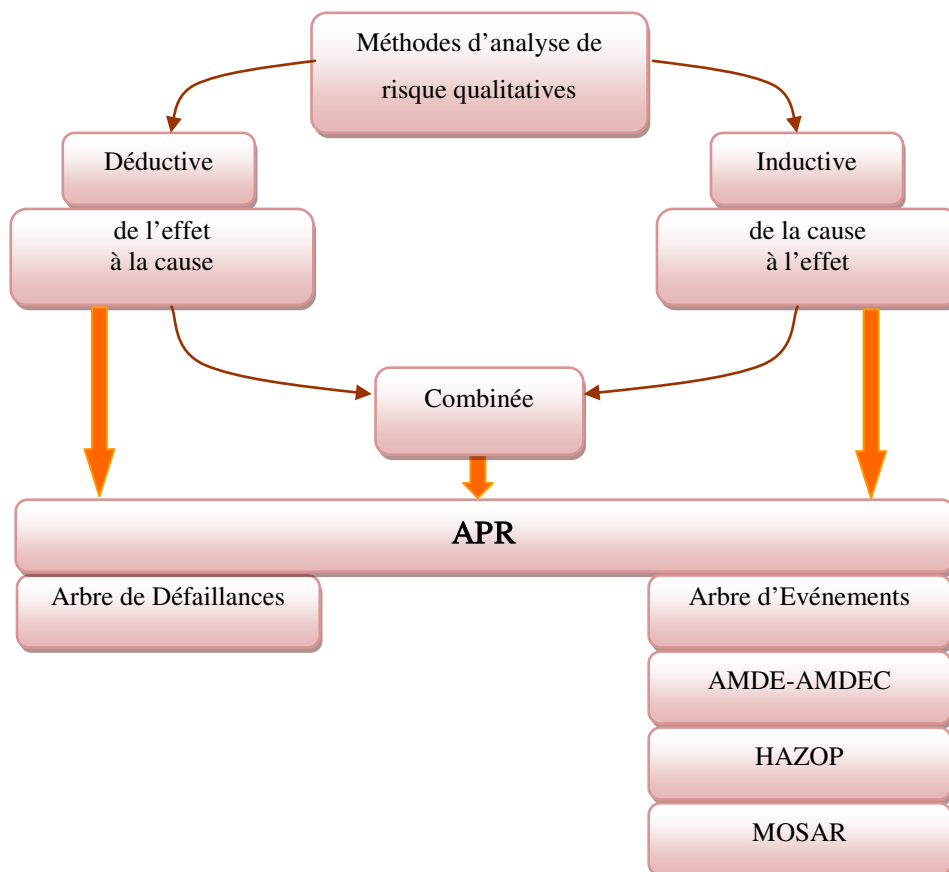 Méthodes d’analyse de
risque qualitatives
Déductive
Inductive
de l’effet
à la cause
de la cause
à l’effet
Combinée
APR
Arbre de Défaillances
Arbre d’Evénements
AMDE-AMDEC
HAZOP
MOSAR